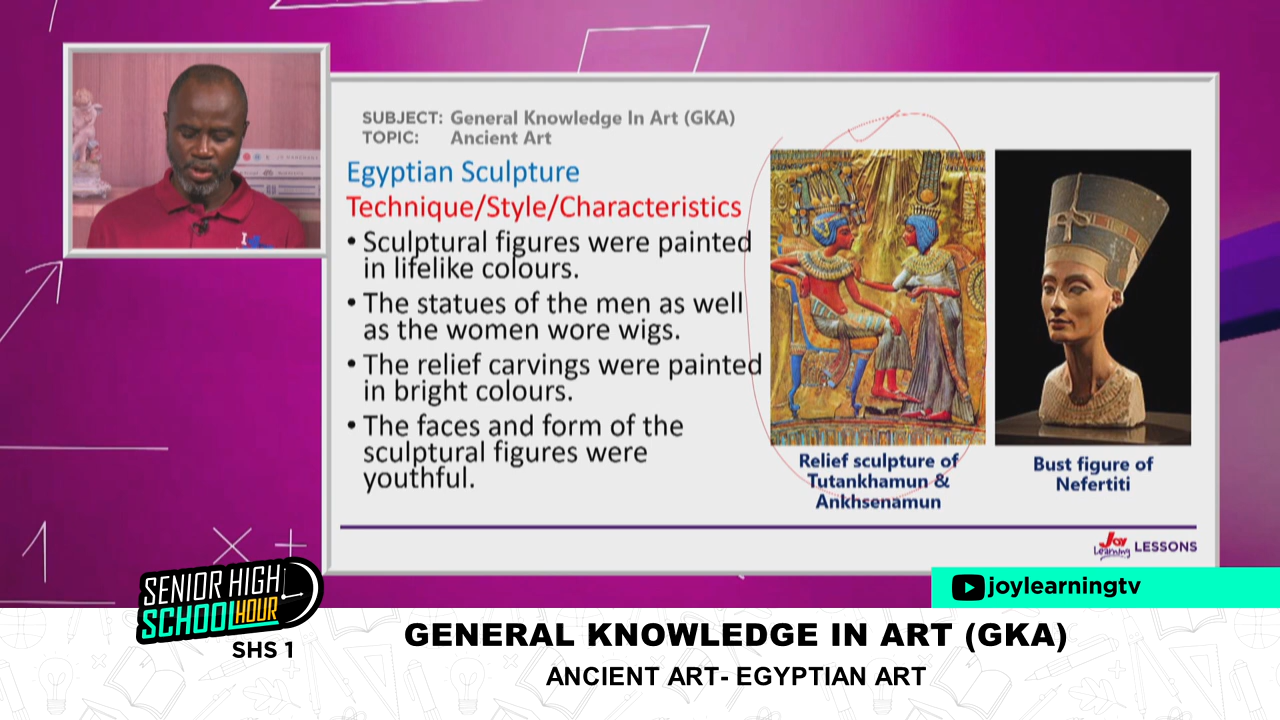 SUBJECT: General Knowledge In Art (GKA)
TOPIC: Ancient Art
Egyptian Sculpture
Technique/Style/Characteristics
• Sculptural figures were painted
in lifelike colours.
• The statues of the men as well
as the women wore wigs.
• The relief carvings were painted
in bright colours.
• The faces and form of the
sculptural figures were
youthful.
Relief sculpture of
Tutankhamun &
Ankhsenamun
Bust figure of
Nefertiti
Joy
Learning LESSONS
joylearningtv
SENIOR HIGH
SCHOOL HOUR
SHS 1
GENERAL KNOWLEDGE IN ART (GKA)
ANCIENT ART- EGYPTIAN ART